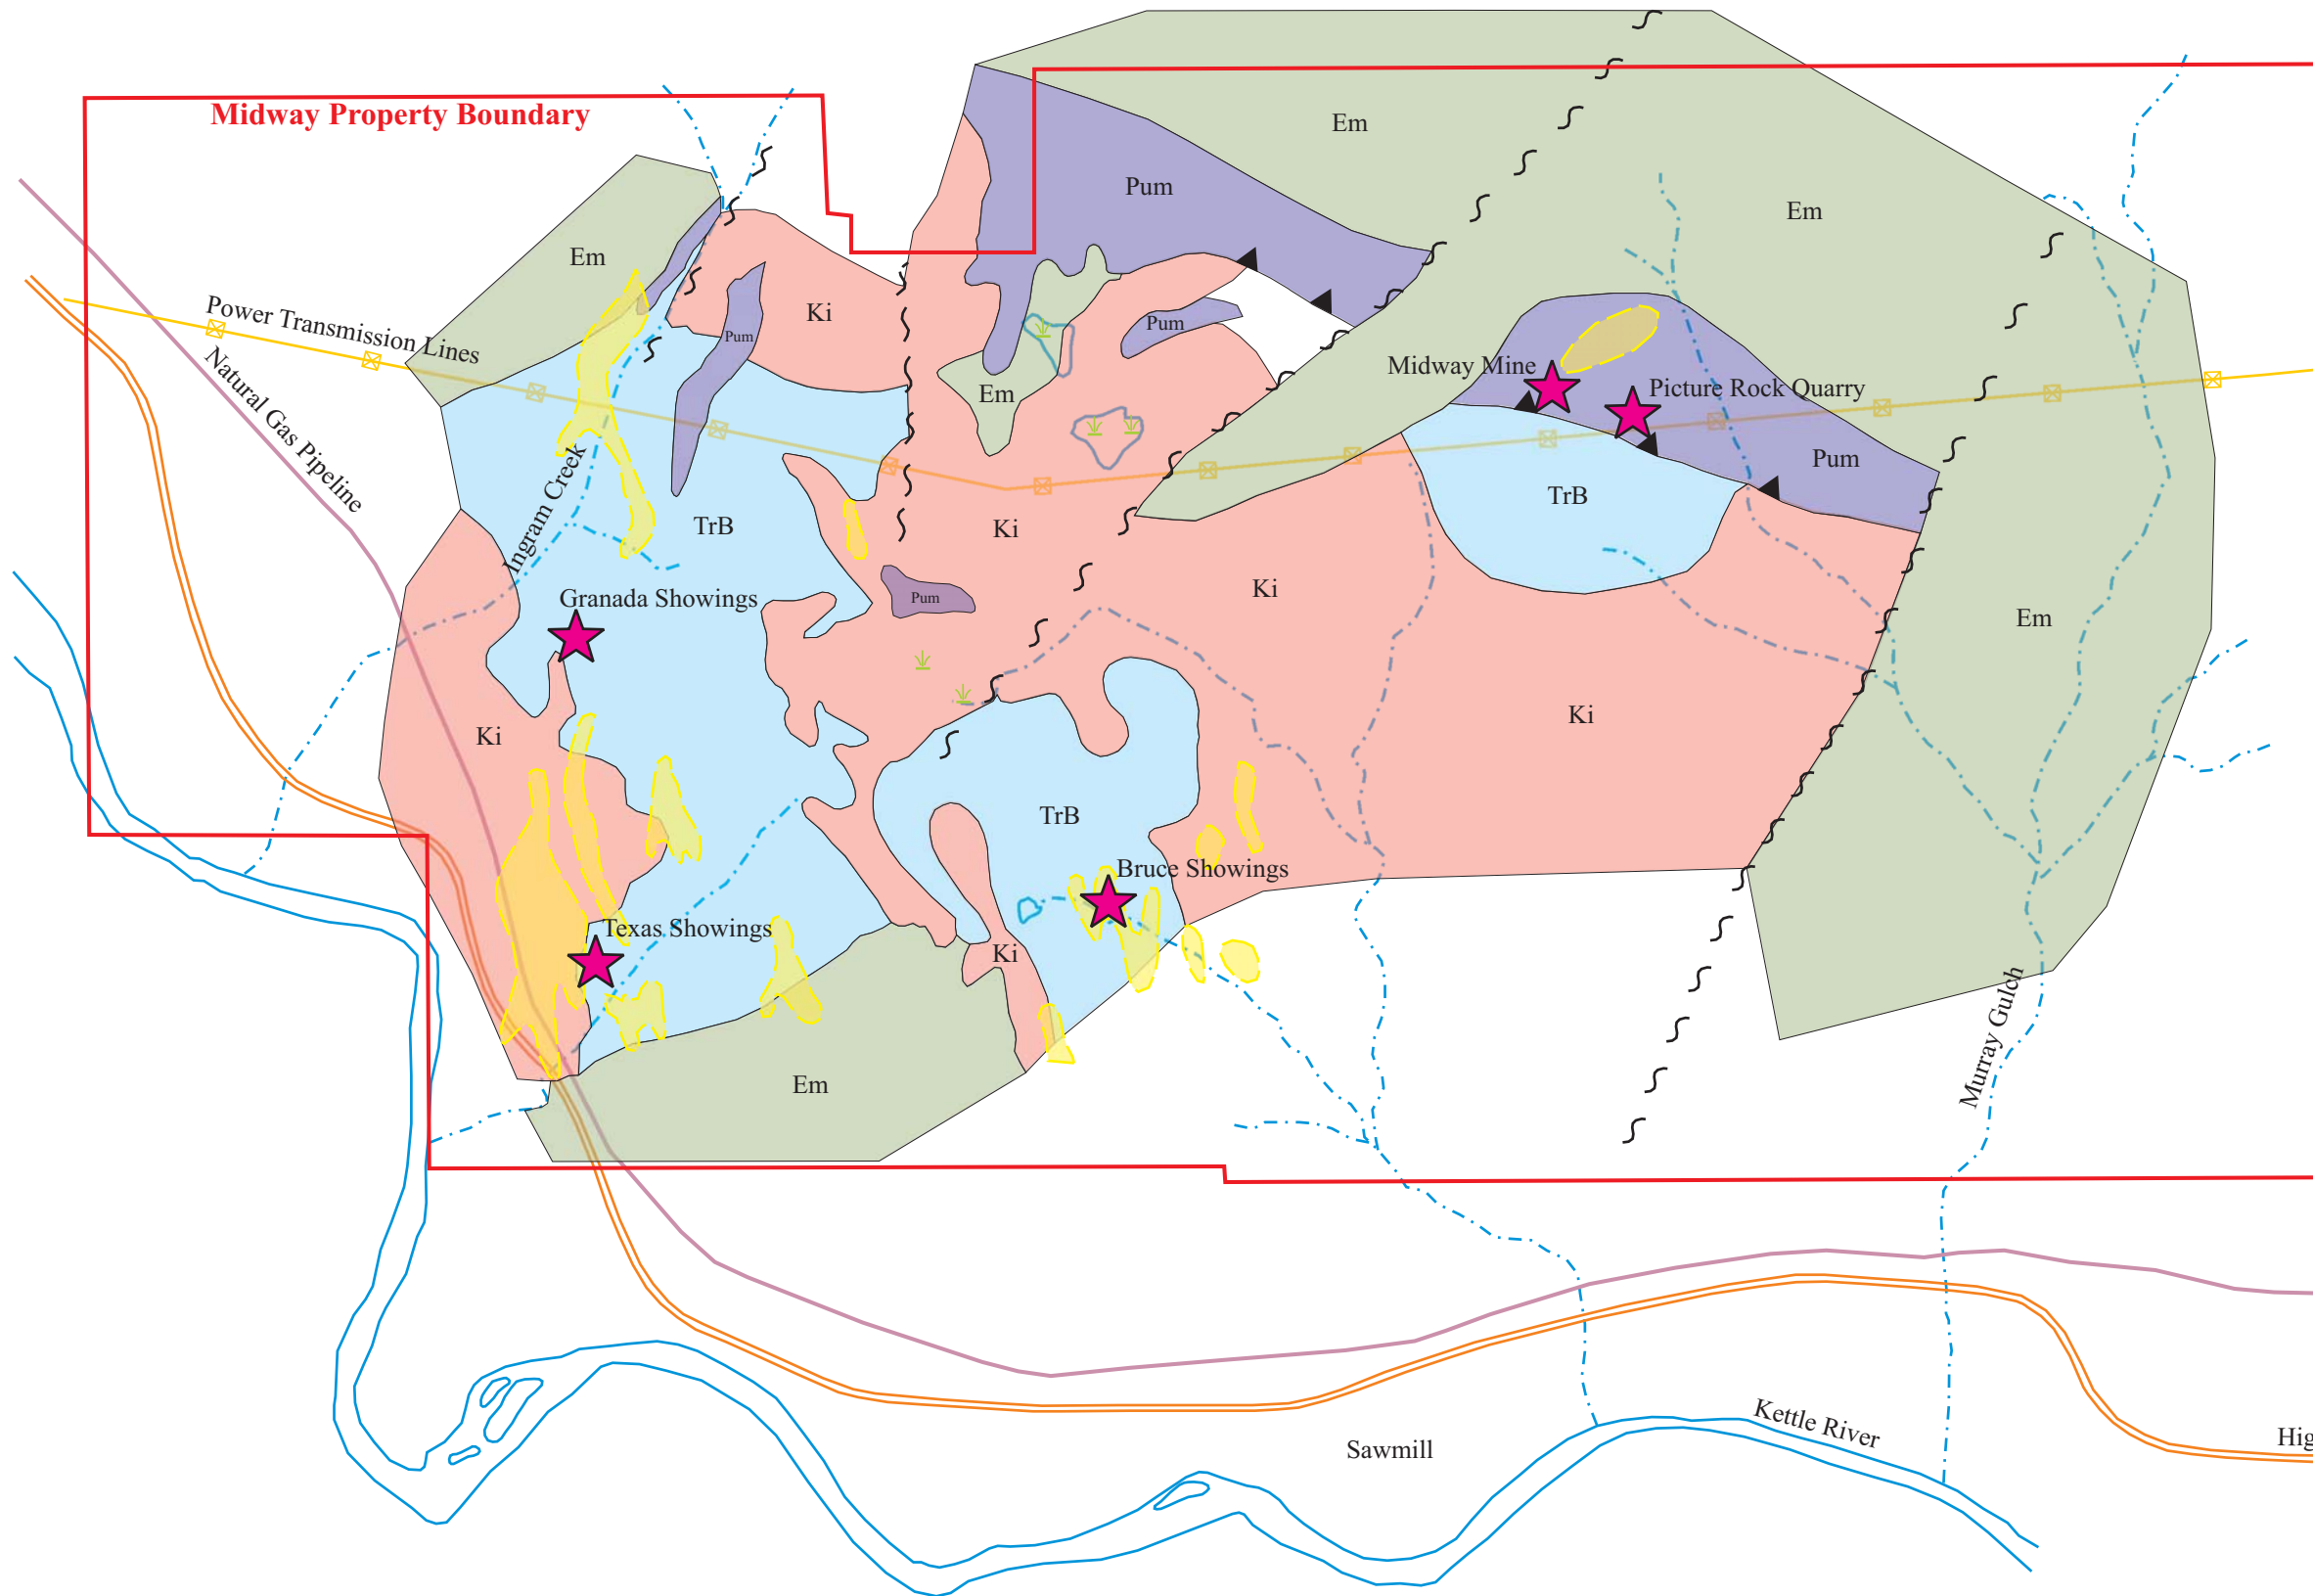 Midway Property Boundary
Em
Pum
Em
Em
Power Transmission Lines
Ki
Pum
Pum
Natural Gas Pipeline
Midway Mine
Picture Rock Quarry
Em
Pum
Ingram Creek
TrB
Ki
TrB
Ki
Granada Showings
Pum
Em
Ki
Ki
TrB
Bruce Showings
Texas Showings
Ki
Murray Gulch
Em
Kettle River
Sawmill
Hig